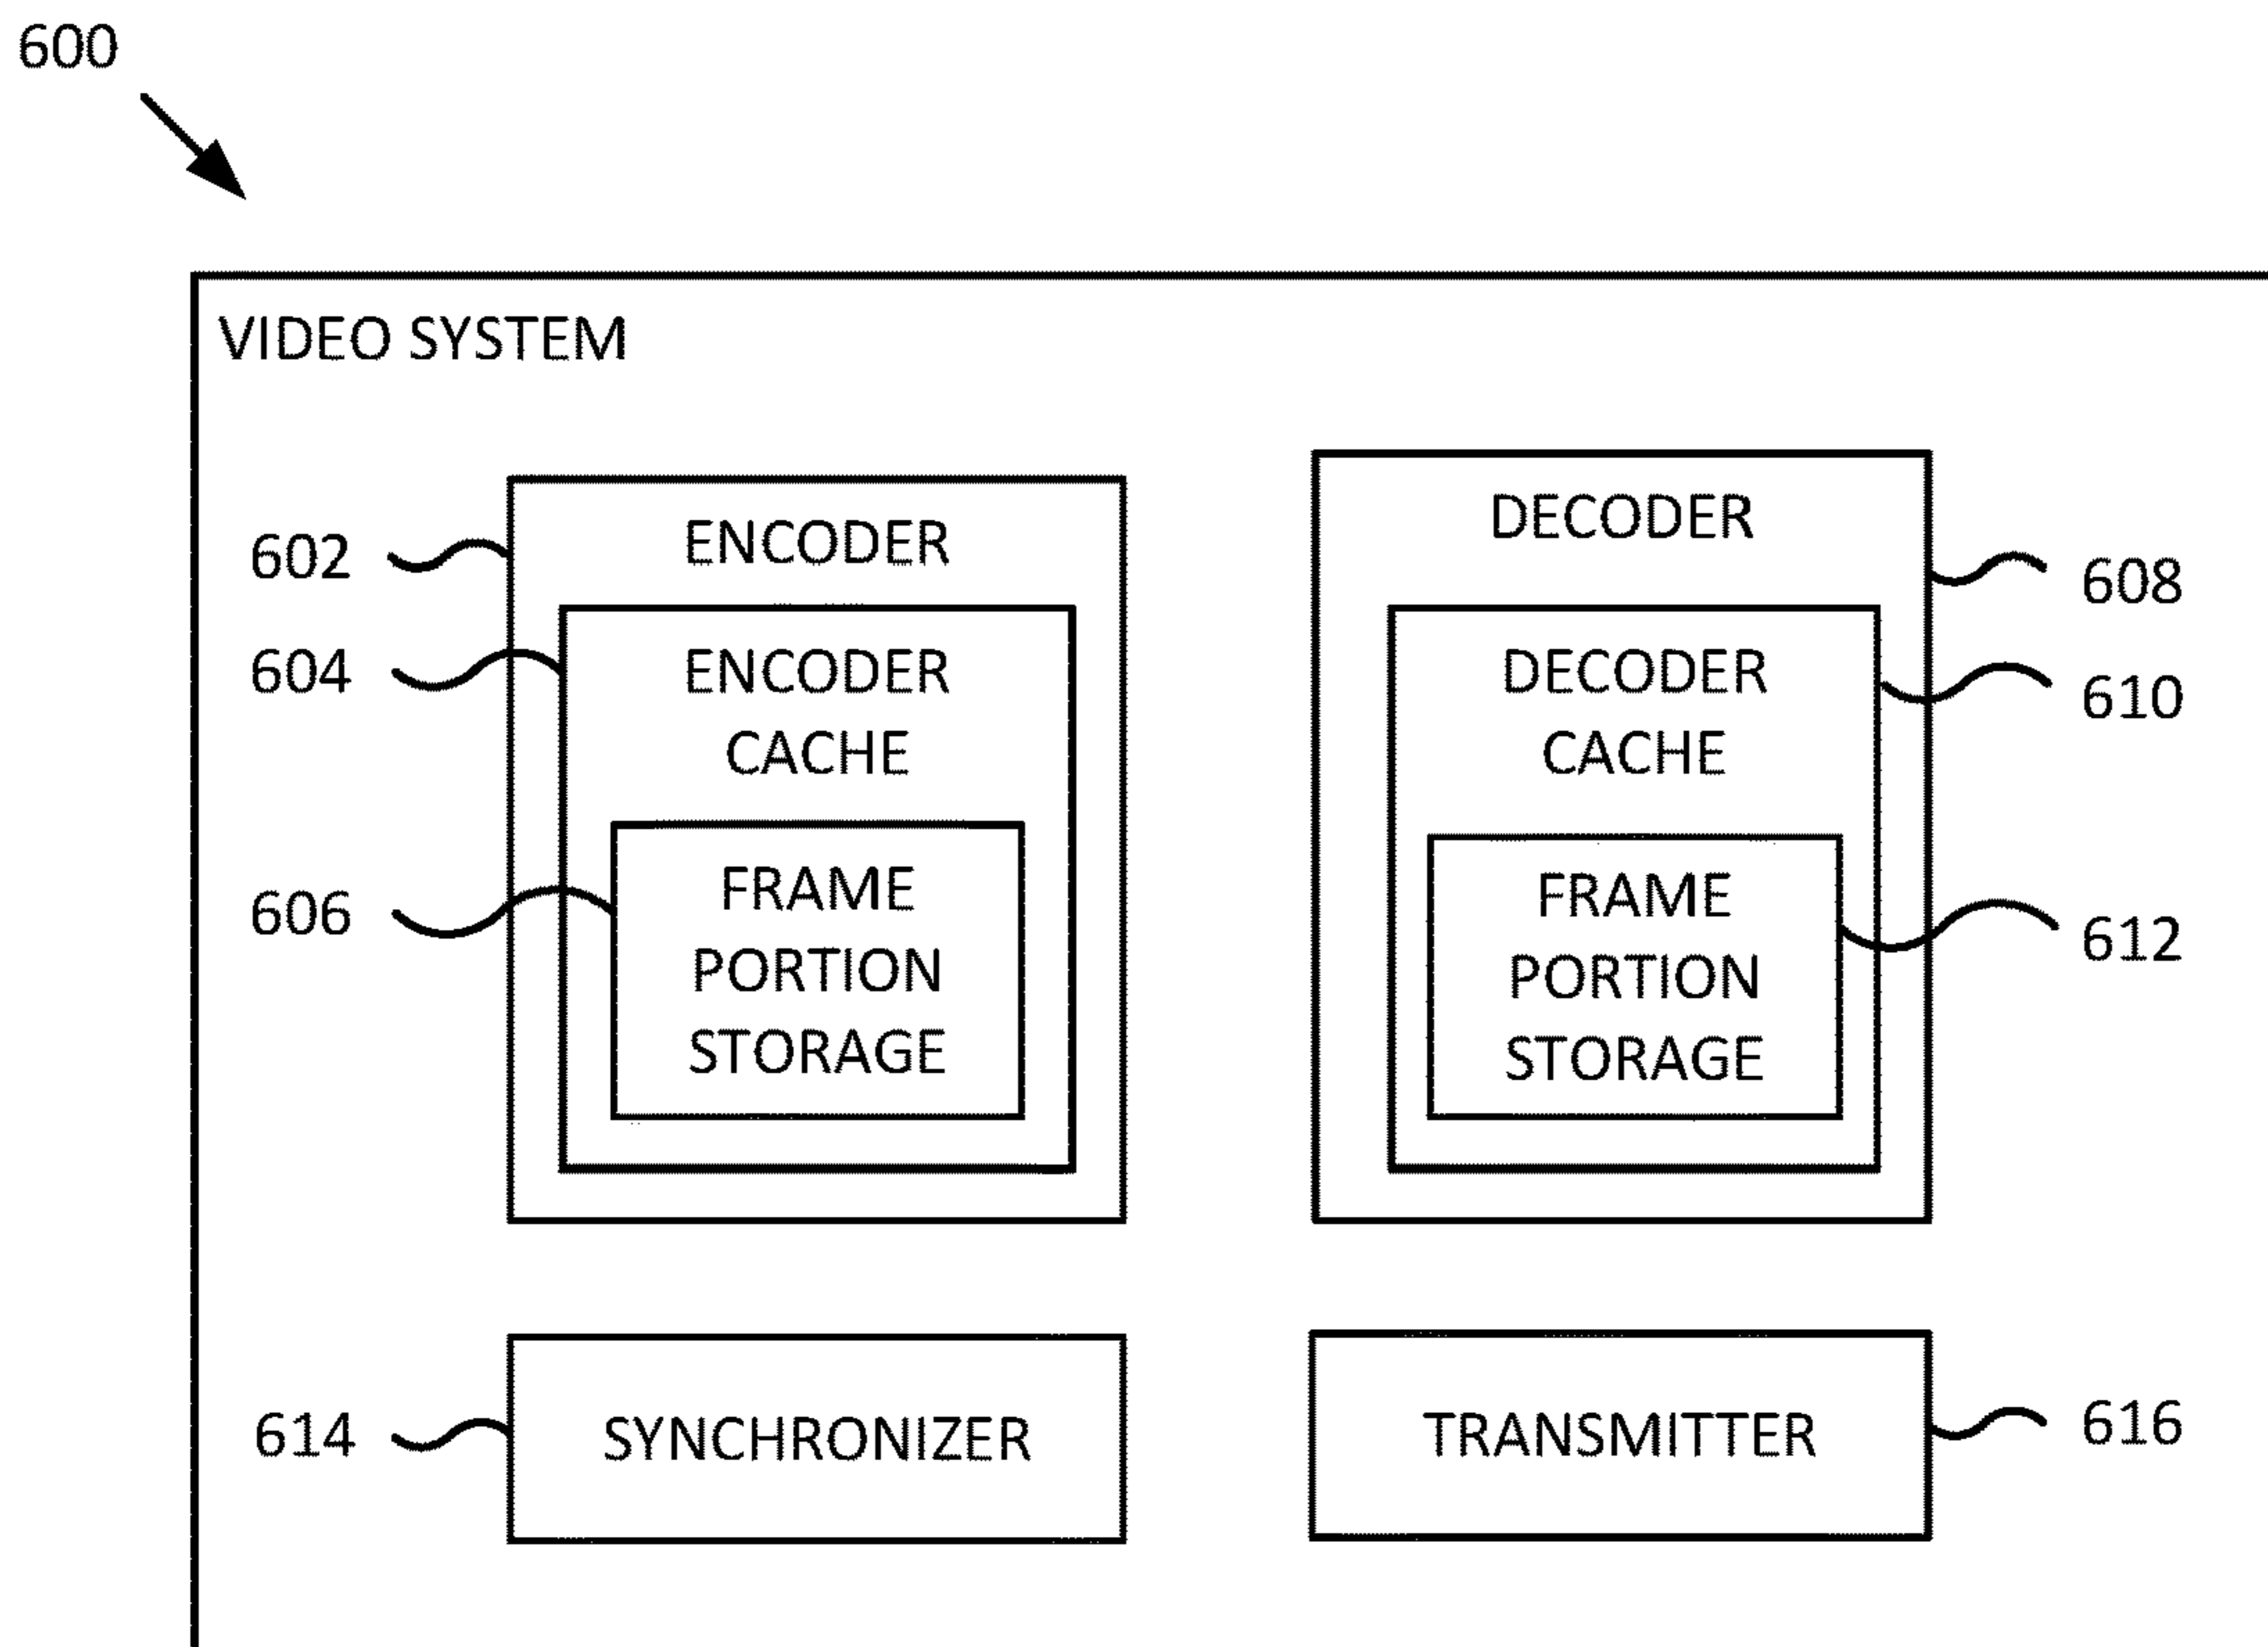 600
VIDEO SYSTEM
602
ENCODER
604
ENCODER
CACHE
606
FRAME
PORTION
STORAGE
DECODER
608
DECODER
CACHE
610
FRAME
PORTION
STORAGE
612
614
SYNCHRONIZER
TRANSMITTER
616